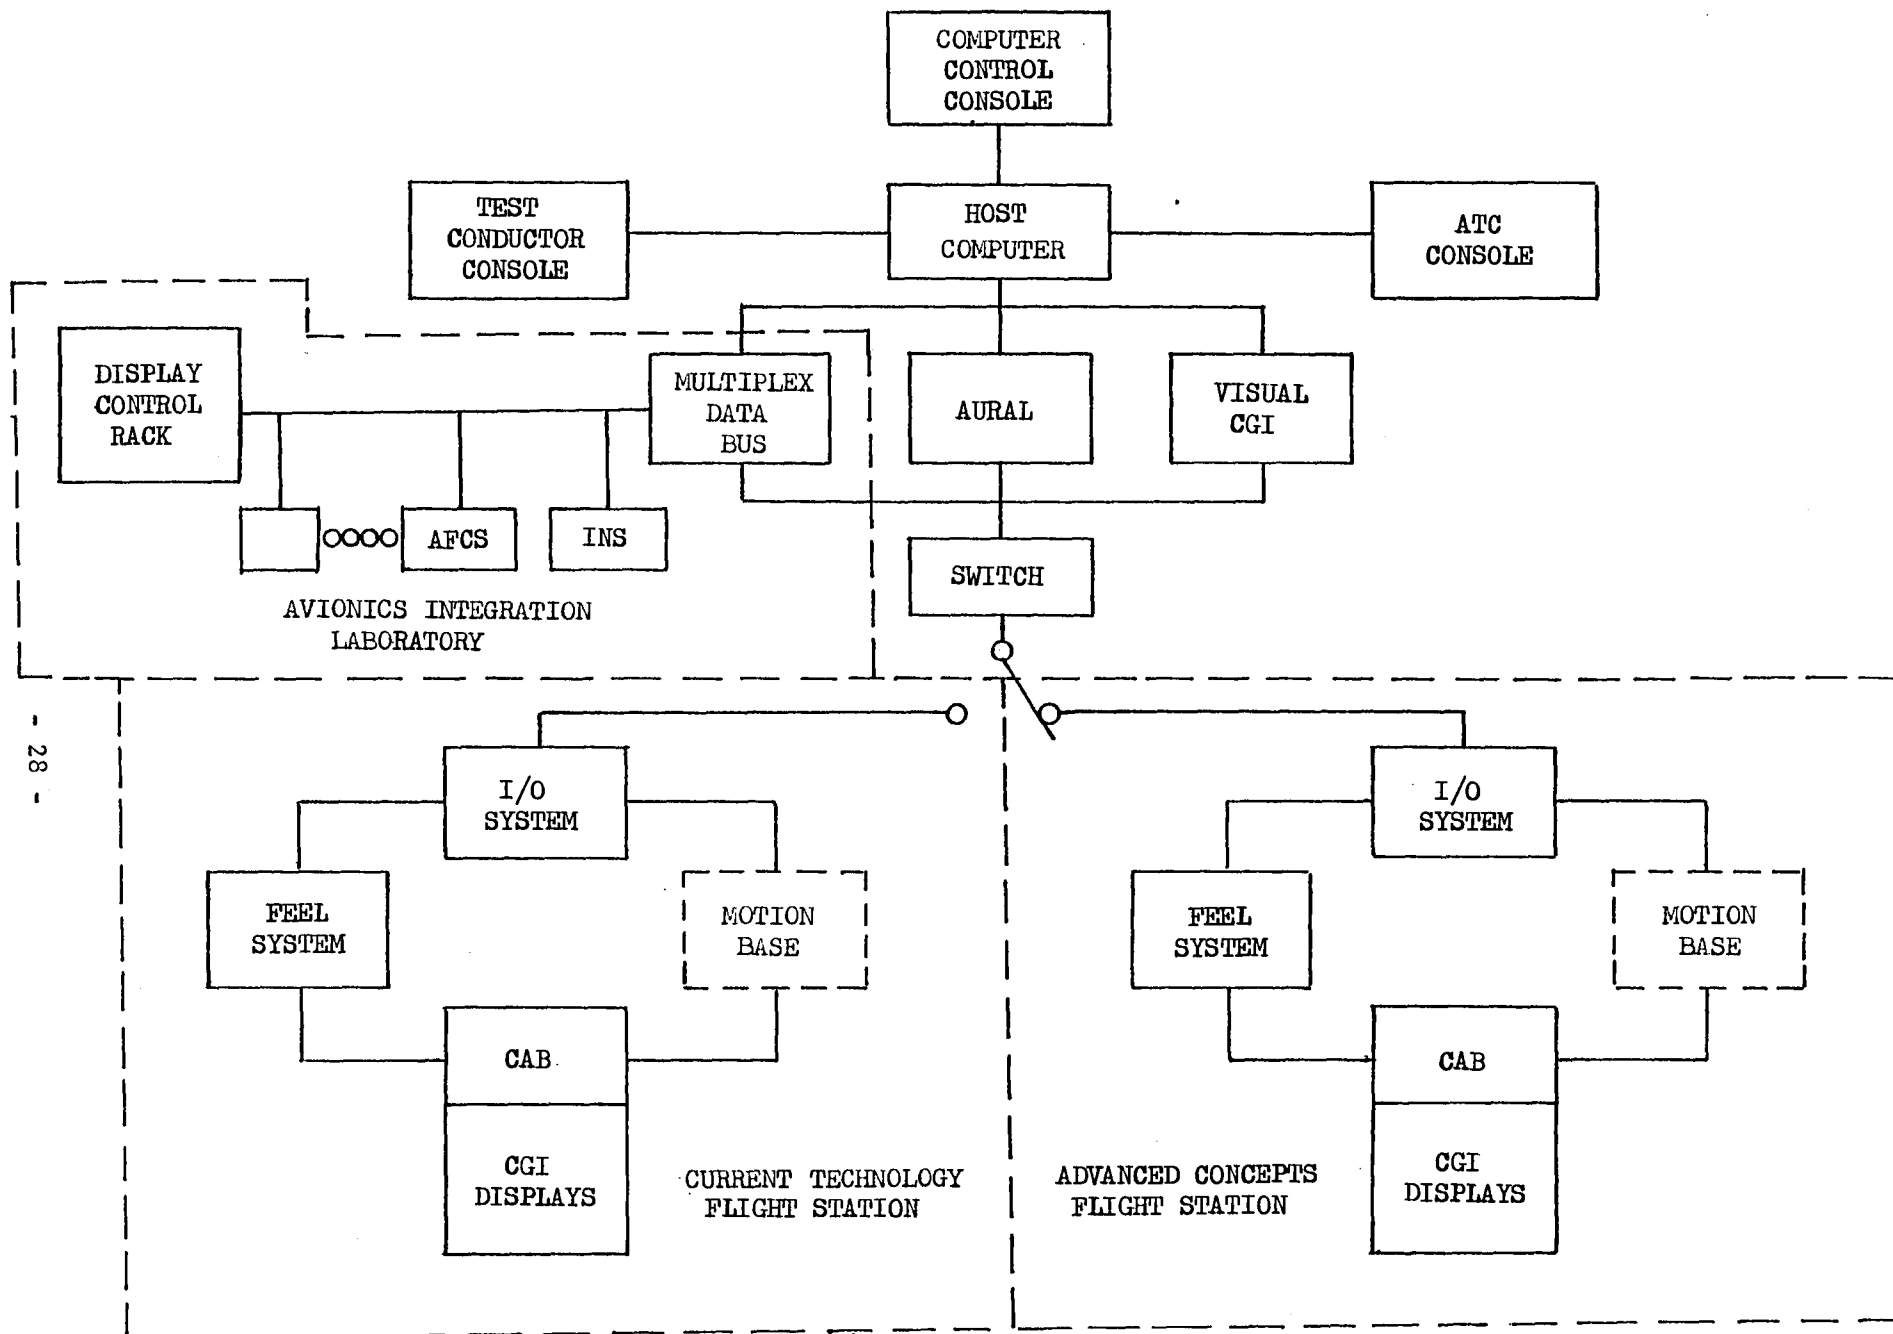 COMPUTER
CONTROL
CONSOLE
TEST
CONDUCTOR
CONSOLE
HOST
COMPUTER
ATC
CONSOLE
DISPLAY
CONTROL
RACK
MULTIPLEX
DATA
BUS
AURAL
VISUAL
CGI
AFCS
INS
SWITCH
AVIONICS INTEGRATION
LABORATORY
- 28 -
I/O
SYSTEM
FEEL
SYSTEM
MOTION
BASE
CAB
CGI
DISPLAYS
CURRENT TECHNOLOGY
FLIGHT STATION
I/O
SYSTEM
FEEL
SYSTEM
MOTION
BASE
CAB
CGI
DISPLAYS
ADVANCED CONCEPTS
FLIGHT STATION